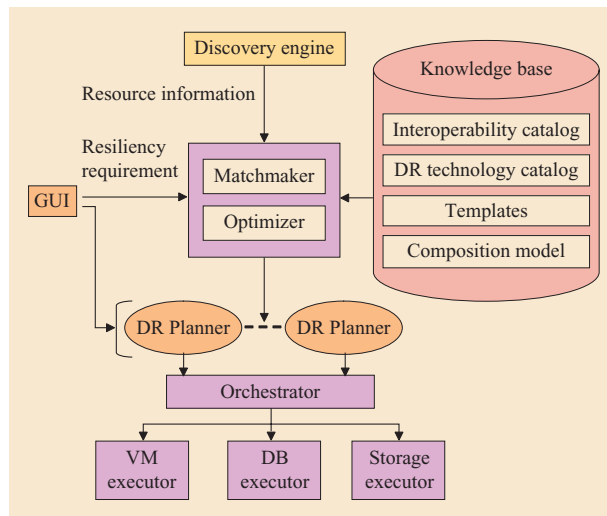 Discovery engine
Knowledge base
Resource information
Interoperability catalog
Resiliency
requirement
Matchmaker
DR technology catalog
GUI
Optimizer
Templates
Composition model
DR Planner
DR Planner
Orchestrator
VM
executor
DB
executor
Storage
executor